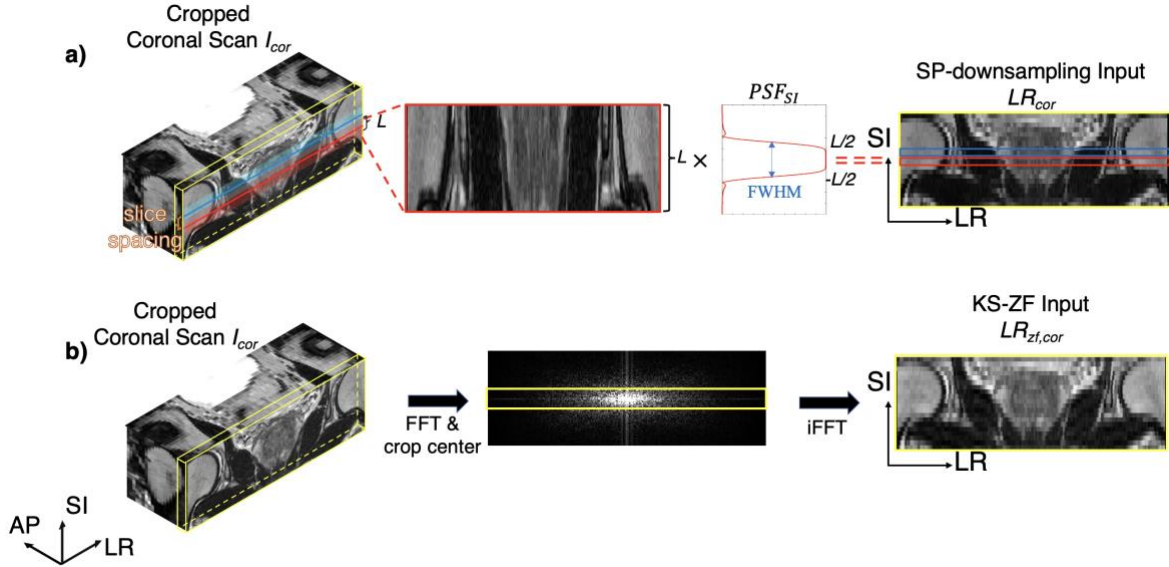 Cropped
Coronal Scan I_cor
a)
L
slice
spacing
L
×
PSF_SI
L/2
-L/2
FWHM
SP-downsampling Input
LR_cor
SI
LR
Cropped
Coronal Scan I_cor
b)
FFT &
crop center
iFFT
KS-ZF Input
LR_zf,cor
SI
LR
AP
SI
LR